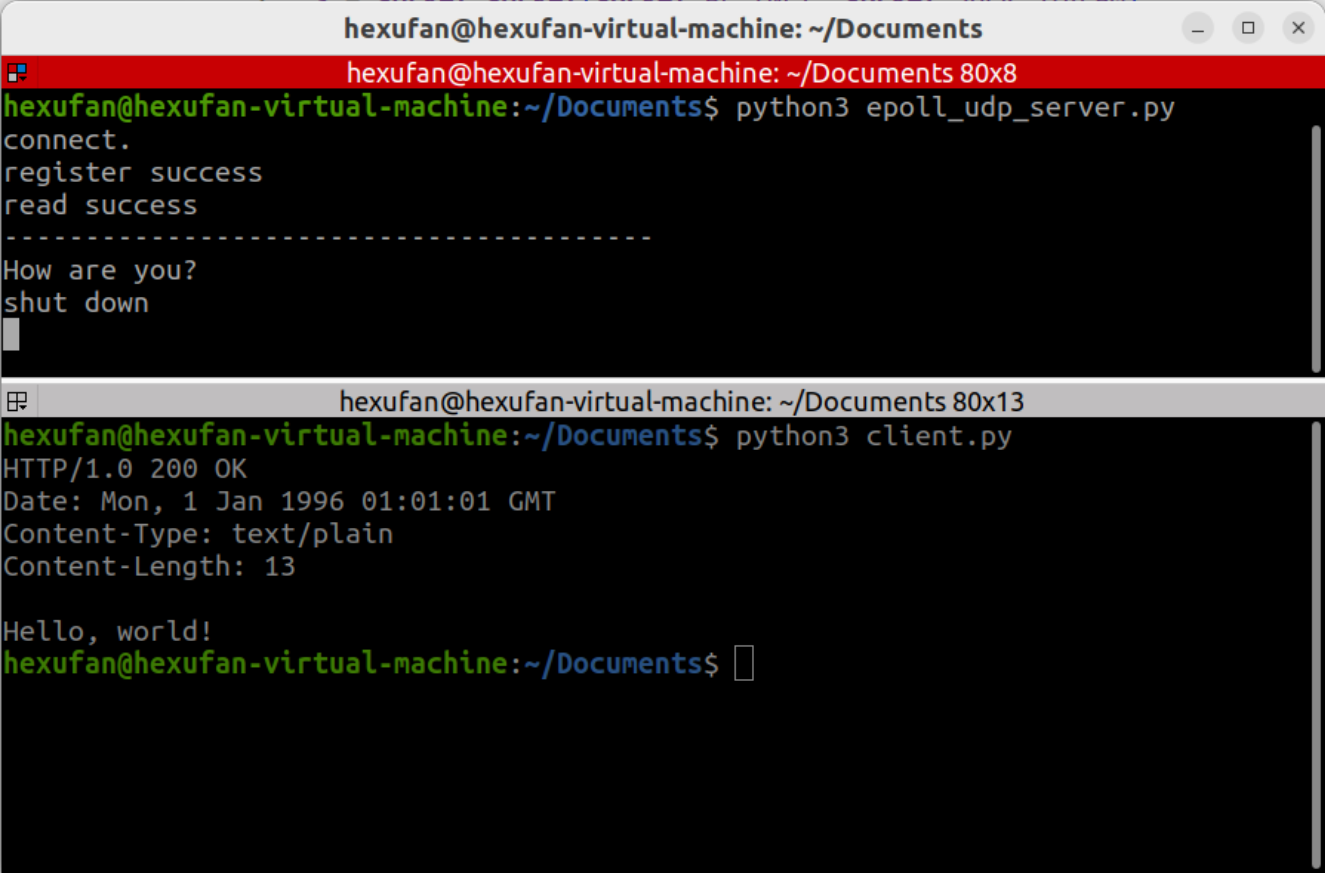 hexufan@hexufan-virtual-machine: ~/Documents
hexufan@hexufan-virtual-machine: ~/Documents 80x8
hexufan@hexufan-virtual-machine:~/Documents$ python3 epoll_udp_server.py
connect.
register success
read success
----------------------------------------
How are you?
shut down
hexufan@hexufan-virtual-machine: ~/Documents 80x13
hexufan@hexufan-virtual-machine:~/Documents$ python3 client.py
HTTP/1.0 200 OK
Date: Mon, 1 Jan 1996 01:01:01 GMT
Content-Type: text/plain
Content-Length: 13

Hello, world!
hexufan@hexufan-virtual-machine:~/Documents$